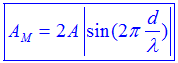 A_M = 2A |sin(2π d/λ)|